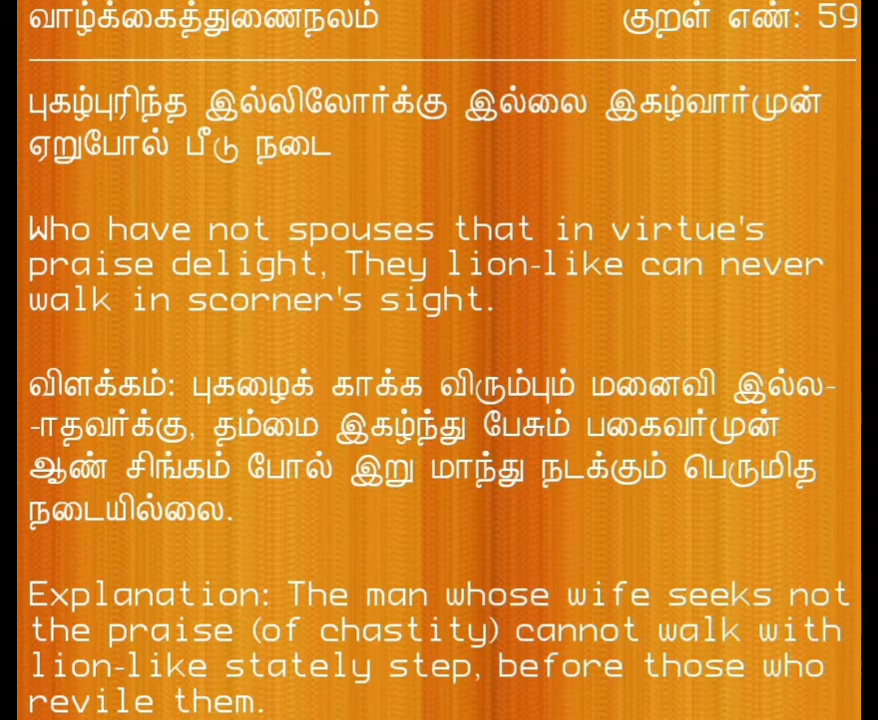 வாழ்க்கைத்துணைநலம் குறள் எண்: 59
புகழ்புரிந்த இல்லிலோர்க்கு இல்லை இகழ்வார்முன்
ஏறுபோல் பீடு நடை
Who have not spouses that in virtue's
praise delight, They lion-like can never
walk in scorner's sight.
விளக்கம்: புகழைக் காக்க விரும்பும் மனைவி இல்ல-
-ாதவர்க்கு, தம்மை இகழ்ந்து பேசும் பகைவர்முன்
ஆண் சிங்கம் போல் இறு மாந்து நடக்கும் பெருமித
நடையில்லை.
Explanation: The man whose wife seeks not
the praise (of chastity) cannot walk with
lion-like stately step, before those who
revile them.